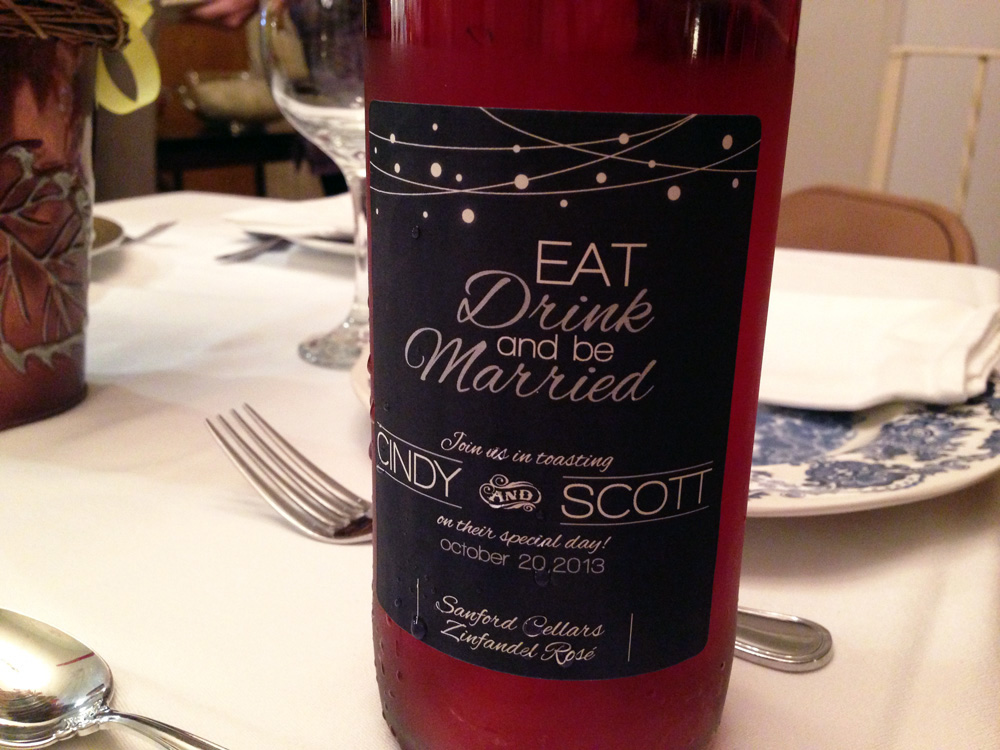 EAT
Drink
and be
Married
Join us in toasting
CINDY AND SCOTT
on their special day!
october 20,2013
Sanford Cellars
Zinfandel Rosé